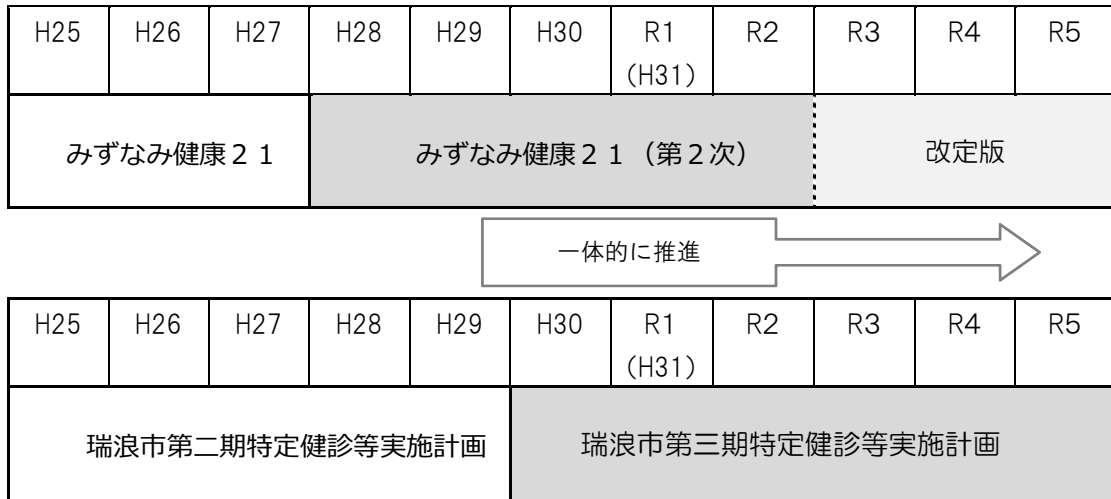 H25 H26 H27 H28 H29 H30 R1 R2 R3 R4 R5
(H31)
みずなみ健康２１ みずなみ健康２１（第２次） 改定版
一体的に推進
H25 H26 H27 H28 H29 H30 R1 R2 R3 R4 R5
(H31)
瑞浪市第二期特定健診等実施計画 瑞浪市第三期特定健診等実施計画